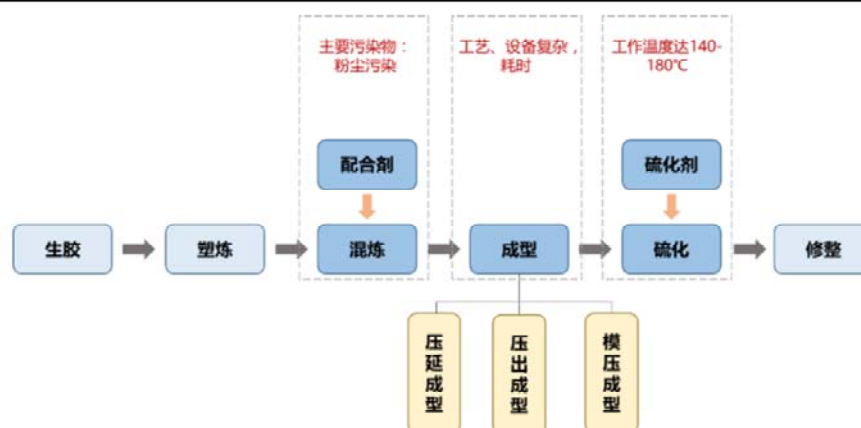 主要污染物：
粉尘污染
工艺、设备复杂，
耗时
工作温度达140-
180℃
配合剂
硫化剂
生胶
塑炼
混炼
成型
硫化
修整
压延成型
压出成型
模压成型